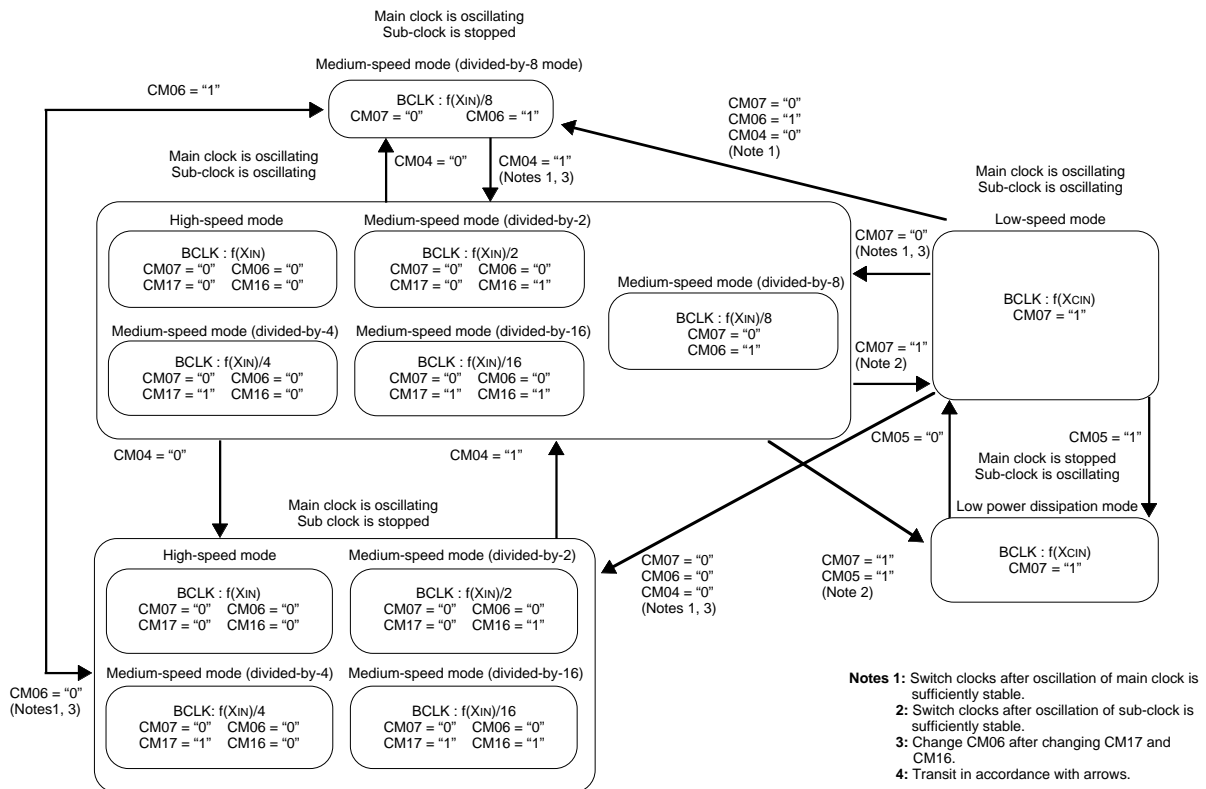 Main clock is oscillating
Sub-clock is stopped
Medium-speed mode (divided-by-8 mode)
CM06 = “1”
BCLK : f(XIN)/8
CM07 = “0” CM06 = “1”
CM07 = “0”
CM06 = “1”
CM04 = “0”
(Note 1)
Main clock is oscillating
Sub-clock is oscillating
CM04 = “0”
CM04 = “1”
(Notes 1, 3)
Main clock is oscillating
Sub-clock is oscillating
Low-speed mode
High-speed mode
BCLK : f(XIN)
CM07 = “0” CM06 = “0”
CM17 = “0” CM16 = “0”
Medium-speed mode (divided-by-2)
BCLK : f(XIN)/2
CM07 = “0” CM06 = “0”
CM17 = “0” CM16 = “1”
Medium-speed mode (divided-by-8)
BCLK : f(XIN)/8
CM07 = “0”
CM06 = “1”
Medium-speed mode (divided-by-4)
BCLK : f(XIN)/4
CM07 = “0” CM06 = “0”
CM17 = “1” CM16 = “0”
Medium-speed mode (divided-by-16)
BCLK : f(XIN)/16
CM07 = “0” CM06 = “0”
CM17 = “1” CM16 = “1”
CM07 = “0”
(Notes 1, 3)
CM07 = “1”
(Note 2)
BCLK : f(XCIN)
CM07 = “1”
CM04 = “0”
CM04 = “1”
CM05 = “0”
CM05 = “1”
Main clock is stopped
Sub-clock is oscillating
Low power dissipation mode
BCLK : f(XCIN)
CM07 = “1”
Main clock is oscillating
Sub clock is stopped
High-speed mode
BCLK : f(XIN)
CM07 = “0” CM06 = “0”
CM17 = “0” CM16 = “0”
Medium-speed mode (divided-by-2)
BCLK : f(XIN)/2
CM07 = “0” CM06 = “0”
CM17 = “0” CM16 = “1”
CM07 = “0”
CM06 = “0”
CM04 = “0”
(Notes 1, 3)
CM07 = “1”
CM05 = “1”
(Note 2)
CM06 = “0”
(Notes1, 3)
Medium-speed mode (divided-by-4)
BCLK: f(XIN)/4
CM07 = “0” CM06 = “0”
CM17 = “1” CM16 = “0”
Medium-speed mode (divided-by-16)
BCLK : f(XIN)/16
CM07 = “0” CM06 = “0”
CM17 = “1” CM16 = “1”
Notes 1: Switch clocks after oscillation of main clock is
sufficiently stable.
2: Switch clocks after oscillation of sub-clock is
sufficiently stable.
3: Change CM06 after changing CM17 and
CM16.
4: Transit in accordance with arrows.